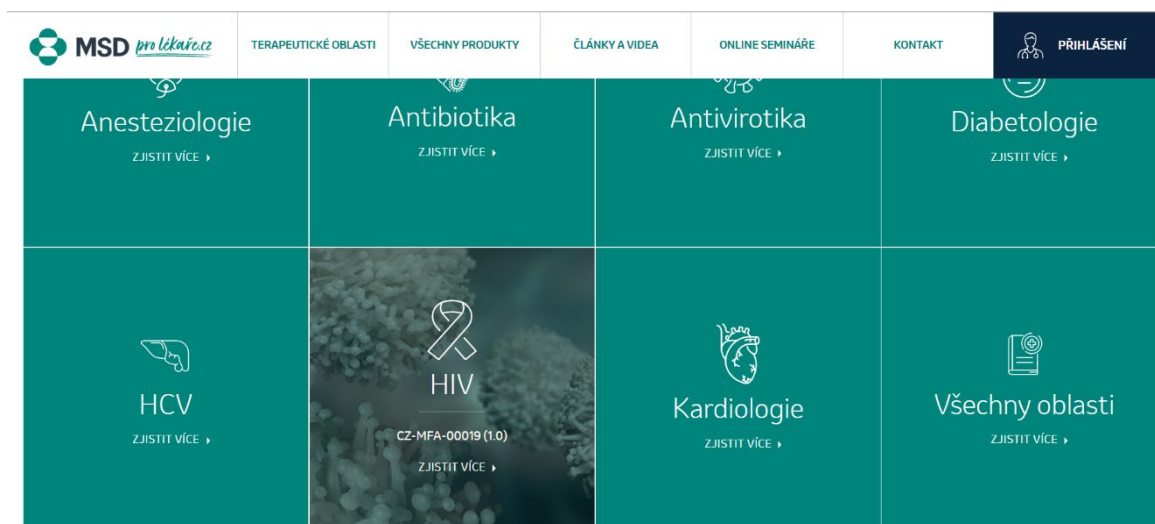 MSD pro lékaře.cz
TERAPEUTICKÉ OBLASTI
VŠECHNY PRODUKTY
ČLÁNKY A VIDEA
ONLINE SEMINÁŘE
KONTAKT
PŘIHLÁŠENÍ
Anesteziologie
ZJISTIT VÍCE
Antibiotika
ZJISTIT VÍCE
Antivirotika
ZJISTIT VÍCE
Diabetologie
ZJISTIT VÍCE
HCV
ZJISTIT VÍCE
HIV
CZ-MFA-00019 (1.0)
ZJISTIT VÍCE
Kardiologie
ZJISTIT VÍCE
Všechny oblasti
ZJISTIT VÍCE